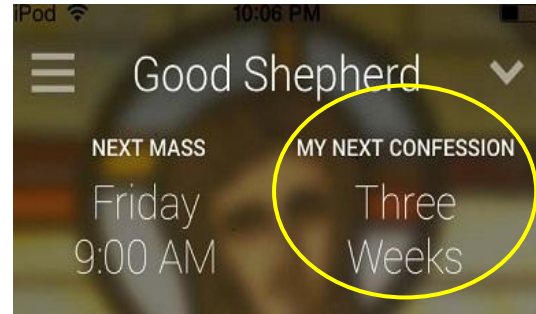 iPod 10:06 PM
Good Shepherd
NEXT MASS
Friday
9:00 AM
MY NEXT CONFESSION
Three
Weeks